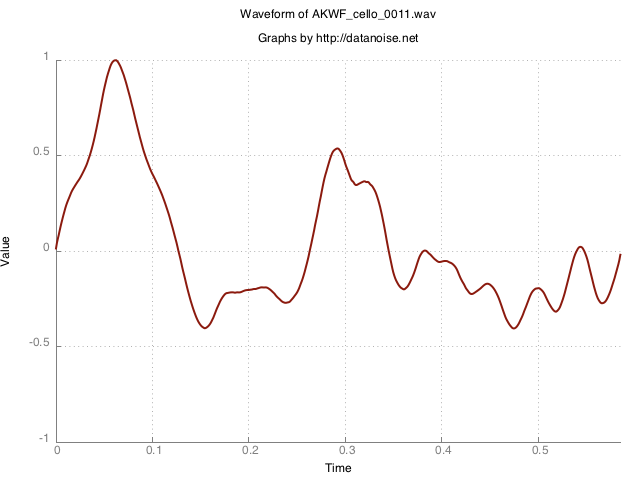 Waveform of AKWF_cello_0011.wav
Graphs by http://datanoise.net
1
0.5
0
-0.5
-1
Value
0 0.1 0.2 0.3 0.4 0.5
Time